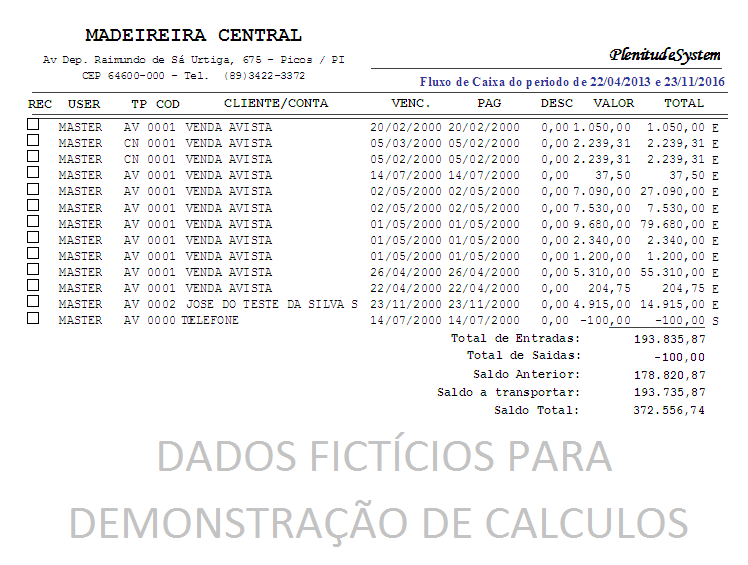 MADEIREIRA CENTRAL
Av Dep. Raimundo de Sá Urtiga, 675 - Picos / PI
CEP 64600-000 - Tel. (89)3422-3372
PlenitudeSystem
Fluxo de Caixa do periodo de 22/04/2013 e 23/11/2016
REC USER TP COD CLIENTE/CONTA VENC. PAG DESC VALOR TOTAL
MASTER AV 0001 VENDA AVISTA 20/02/2000 20/02/2000 0,00 1.050,00 1.050,00 E
MASTER CN 0001 VENDA AVISTA 05/03/2000 05/02/2000 0,00 2.239,31 2.239,31 E
MASTER CN 0001 VENDA AVISTA 05/02/2000 05/02/2000 0,00 2.239,31 2.239,31 E
MASTER AV 0001 VENDA AVISTA 14/07/2000 14/07/2000 0,00 37,50 37,50 E
MASTER AV 0001 VENDA AVISTA 02/05/2000 02/05/2000 0,00 7.090,00 27.090,00 E
MASTER AV 0001 VENDA AVISTA 02/05/2000 02/05/2000 0,00 7.530,00 7.530,00 E
MASTER AV 0001 VENDA AVISTA 01/05/2000 01/05/2000 0,00 9.680,00 79.680,00 E
MASTER AV 0001 VENDA AVISTA 01/05/2000 01/05/2000 0,00 2.340,00 2.340,00 E
MASTER AV 0001 VENDA AVISTA 01/05/2000 01/05/2000 0,00 1.200,00 1.200,00 E
MASTER AV 0001 VENDA AVISTA 26/04/2000 26/04/2000 0,00 5.310,00 55.310,00 E
MASTER AV 0001 VENDA AVISTA 22/04/2000 22/04/2000 0,00 204,75 204,75 E
MASTER AV 0002 JOSE DO TESTE DA SILVA S 23/11/2000 23/11/2000 0,00 4.915,00 14.915,00 E
MASTER AV 0000 TELEFONE 14/07/2000 14/07/2000 0,00 -100,00 -100,00 S
Total de Entradas: 193.835,87
Total de Saidas: -100,00
Saldo Anterior: 178.820,87
Saldo a transportar: 193.735,87
Saldo Total: 372.556,74
DADOS FICTÍCIOS PARA
DEMONSTRAÇÃO DE CALCULOS